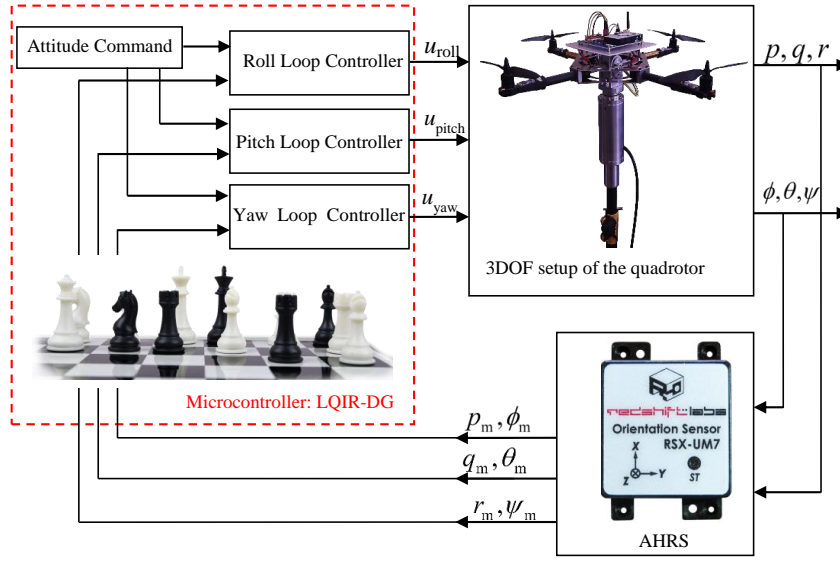 Attitude Command
Roll Loop Controller
Pitch Loop Controller
Yaw Loop Controller
u_roll
u_pitch
u_yaw
p, q, r
ϕ, θ, ψ
3DOF setup of the quadrotor
Microcontroller: LQIR-DG
p_m, ϕ_m
q_m, θ_m
r_m, ψ_m
redshift labs
Orientation Sensor
RSX-UM7
X
Z
Y
ST
AHRS